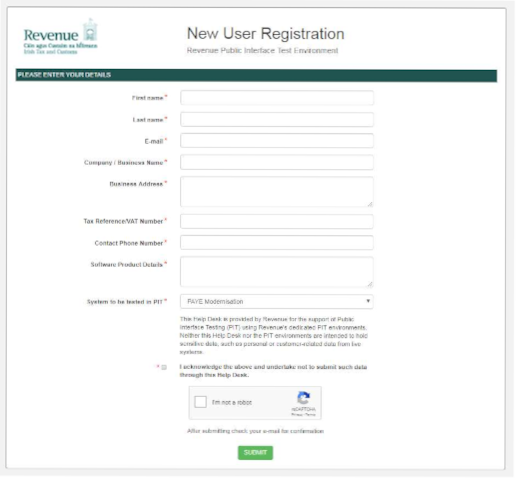 Revenue
Cáin agus Custaim na hÉireann
Irish Tax and Customs
New User Registration
Revenue Public Interface Test Environment
PLEASE ENTER YOUR DETAILS
First name *
Last name *
E-mail *
Company / Business Name *
Business Address *
Tax Reference/VAT Number *
Contact Phone Number *
Software Product Details *
System to be tested in PIT *
PAYE Modernisation
This Help Desk is provided by Revenue for the support of Public
Interface Testing (PIT) using Revenue's dedicated PIT environments.
Neither this Help Desk nor the PIT environments are intended to hold
sensitive data, such as personal or customer-related data from live
systems.
* I acknowledge the above and undertake not to submit such data
through this Help Desk.
I'm not a robot
reCAPTCHA
Privacy - Terms
After submitting check your e-mail for confirmation
SUBMIT